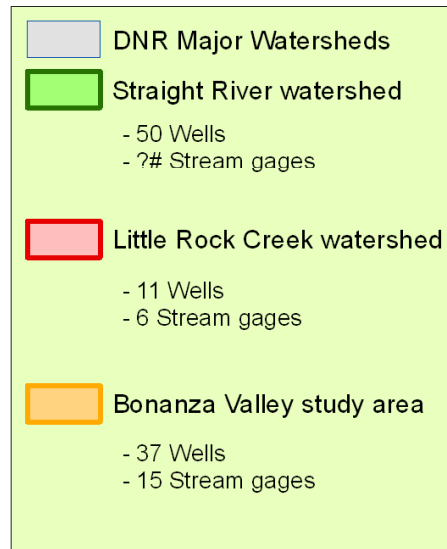 DNR Major Watersheds
Straight River watershed
- 50 Wells
- ?# Stream gages
Little Rock Creek watershed
- 11 Wells
- 6 Stream gages
Bonanza Valley study area
- 37 Wells
- 15 Stream gages